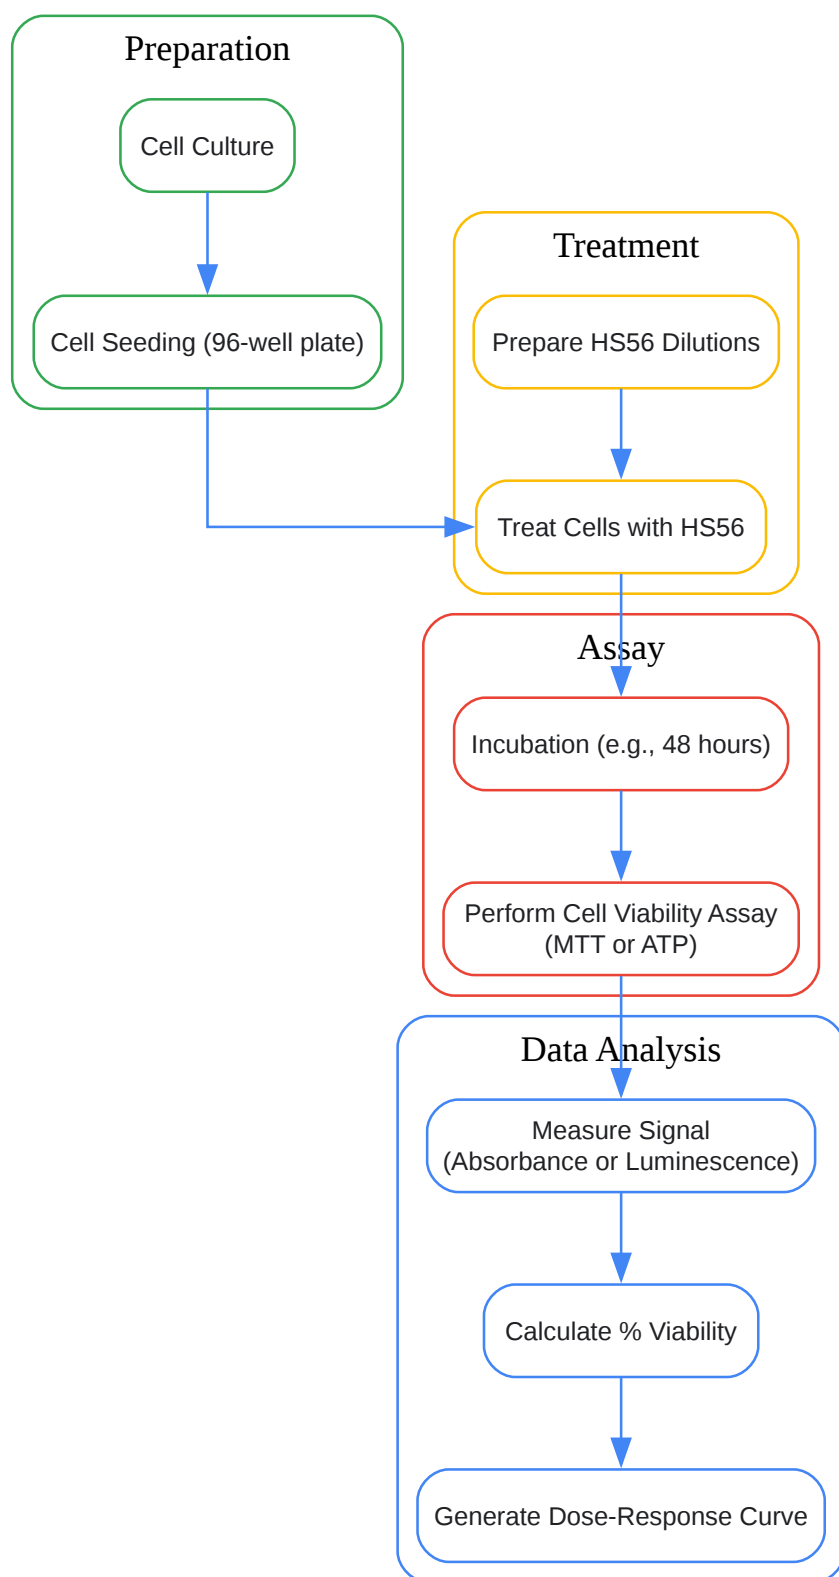 Preparation
Cell Culture
Cell Seeding (96-well plate)
Treatment
Prepare HS56 Dilutions
Treat Cells with HS56
Assay
Incubation (e.g., 48 hours)
Perform Cell Viability Assay
(MTT or ATP)
Data Analysis
Measure Signal
(Absorbance or Luminescence)
Calculate % Viability
Generate Dose-Response Curve